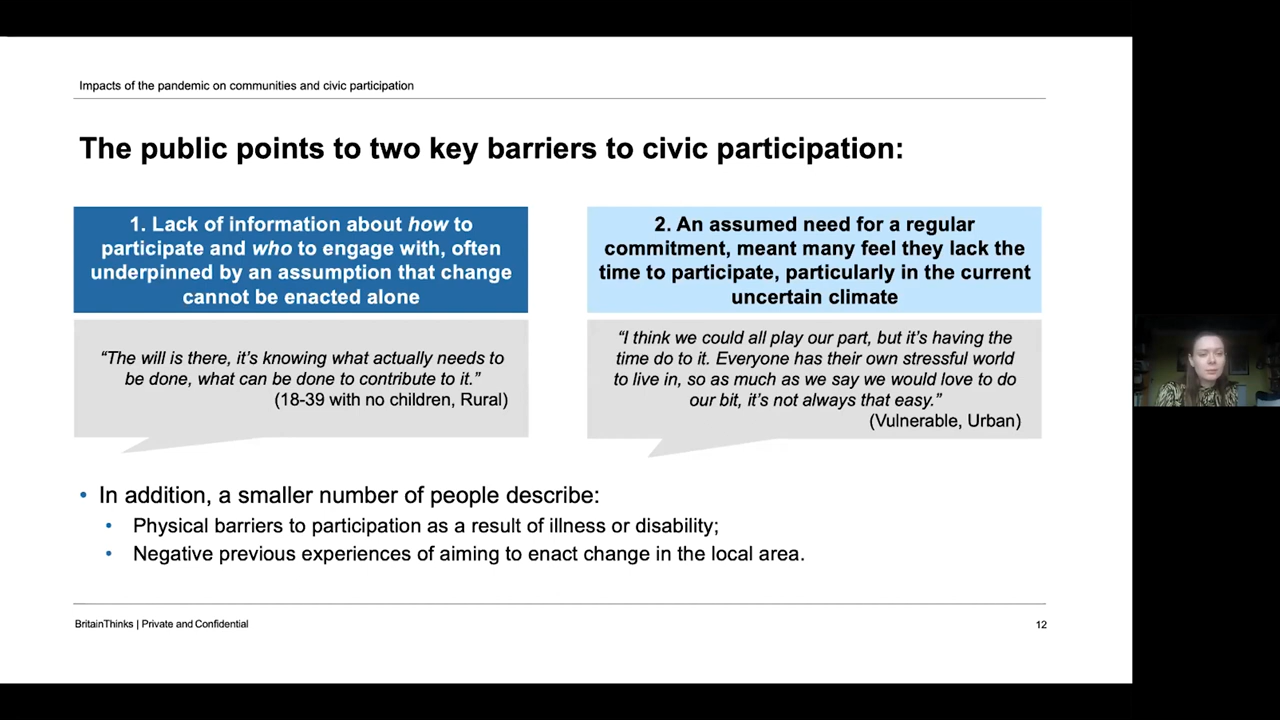 Impacts of the pandemic on communities and civic participation
The public points to two key barriers to civic participation:
1. Lack of information about how to
participate and who to engage with, often
underpinned by an assumption that change
cannot be enacted alone
“The will is there, it’s knowing what actually needs to
be done, what can be done to contribute to it.”
(18-39 with no children, Rural)
2. An assumed need for a regular
commitment, meant many feel they lack the
time to participate, particularly in the current
uncertain climate
“I think we could all play our part, but it’s having the
time do to it. Everyone has their own stressful world
to live in, so as much as we say we would love to do
our bit, it’s not always that easy.”
(Vulnerable, Urban)
• In addition, a smaller number of people describe:
• Physical barriers to participation as a result of illness or disability;
• Negative previous experiences of aiming to enact change in the local area.
BritainThinks | Private and Confidential
12